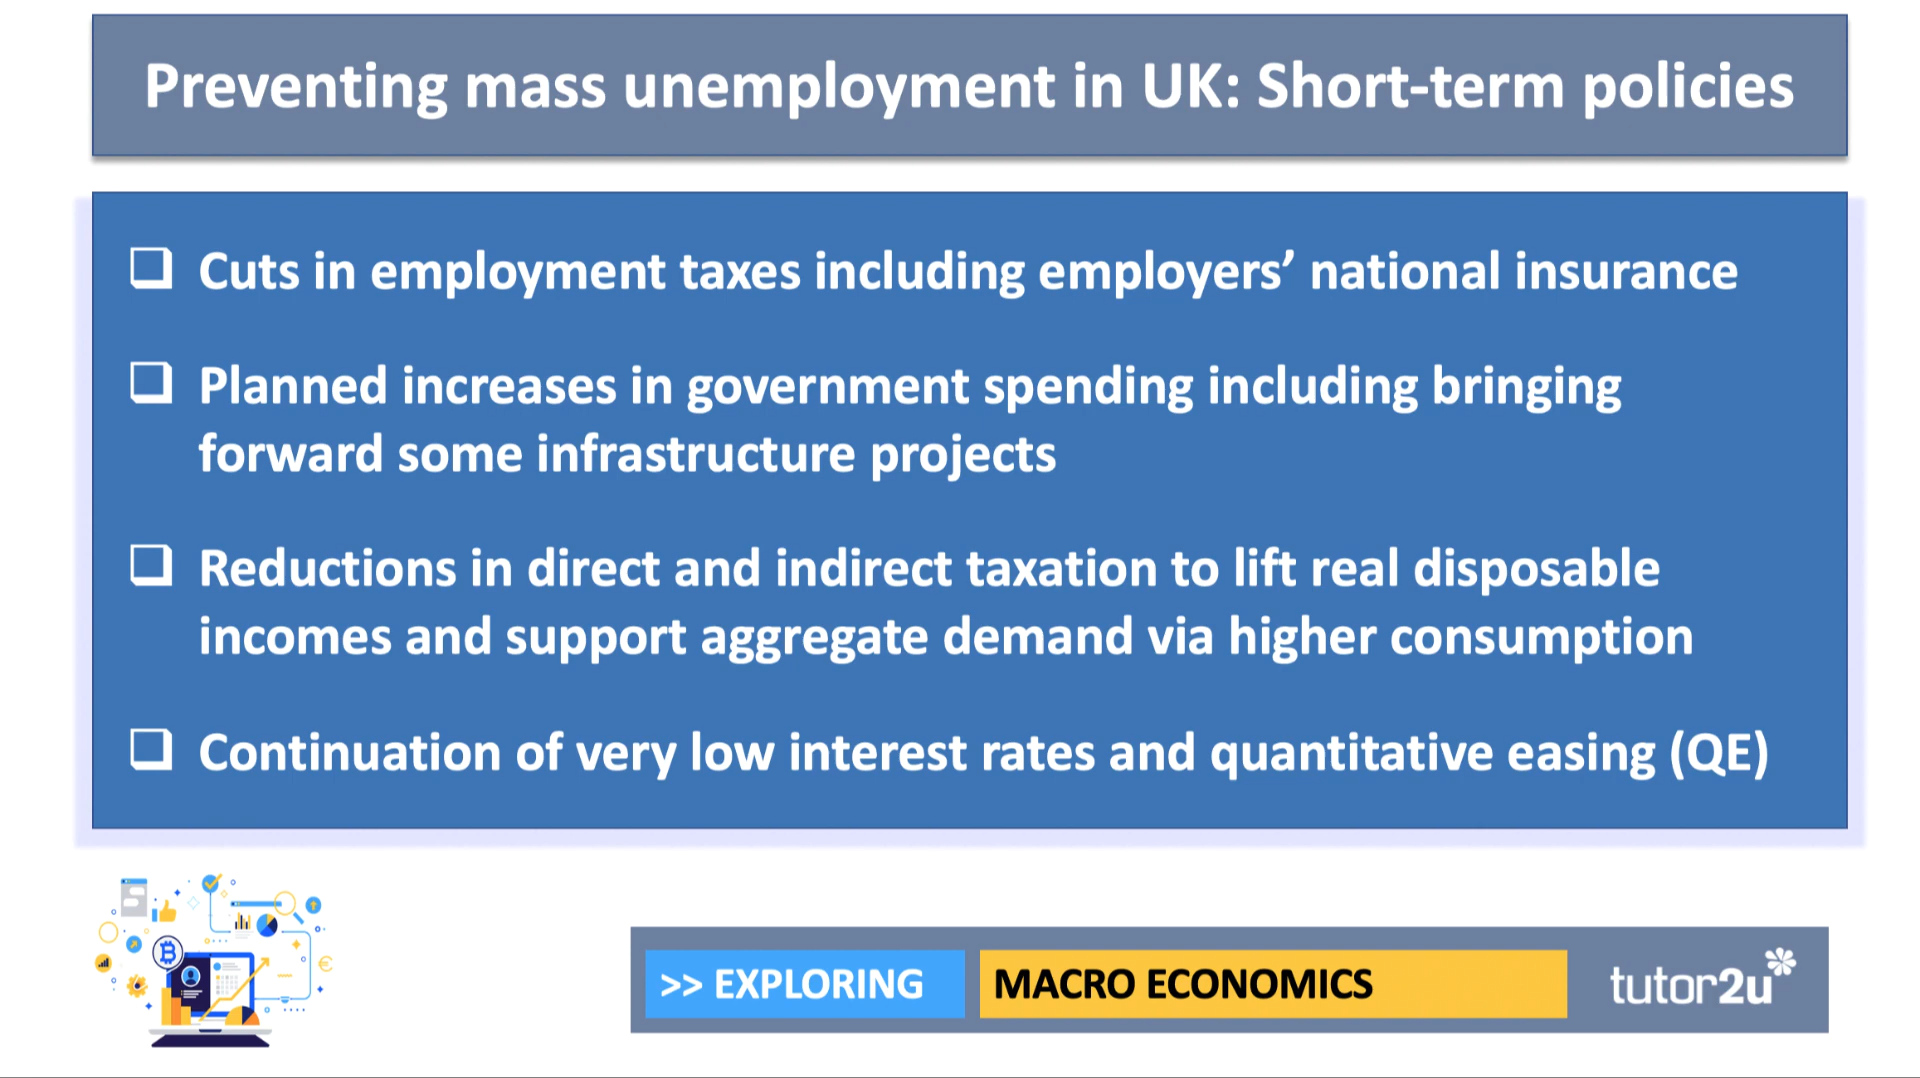 Preventing mass unemployment in UK: Short-term policies
Cuts in employment taxes including employers’ national insurance
Planned increases in government spending including bringing
forward some infrastructure projects
Reductions in direct and indirect taxation to lift real disposable
incomes and support aggregate demand via higher consumption
Continuation of very low interest rates and quantitative easing (QE)
>> EXPLORING
MACRO ECONOMICS
tutor2u